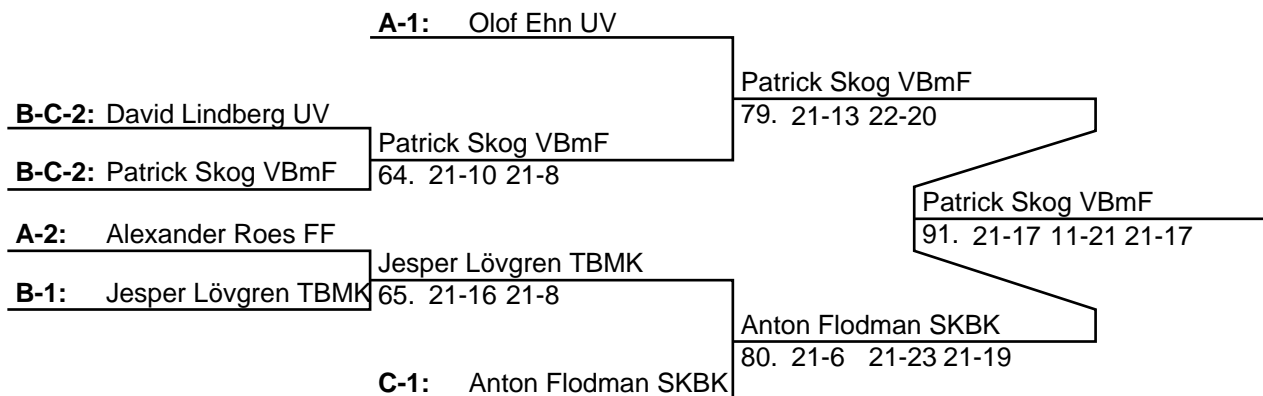 A-1: Olof Ehn UV
Patrick Skog VBmF
B-C-2: David Lindberg UV
79. 21-13 22-20
Patrick Skog VBmF
B-C-2: Patrick Skog VBmF
64. 21-10 21-8
Patrick Skog VBmF
A-2: Alexander Roes FF
91. 21-17 11-21 21-17
Jesper Lövgren TBMK
B-1: Jesper Lövgren TBMK
65. 21-16 21-8
Anton Flodman SKBK
80. 21-6 21-23 21-19
C-1: Anton Flodman SKBK